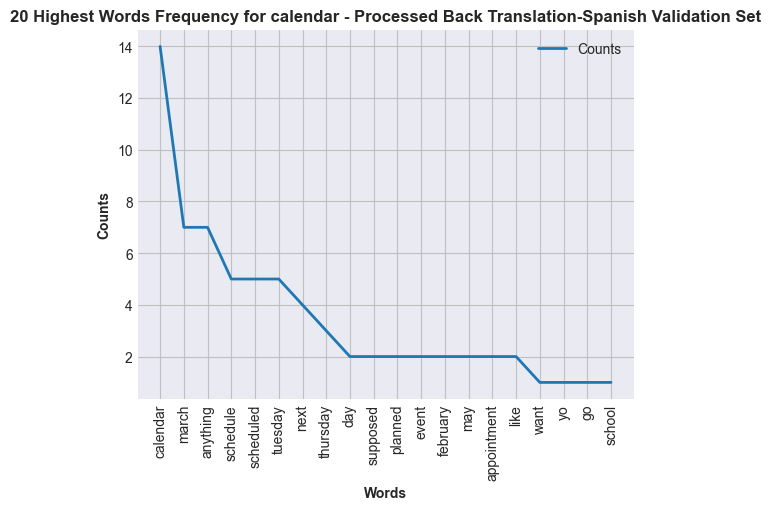 20 Highest Words Frequency for calendar - Processed Back Translation-Spanish Validation Set
Counts
14
12
10
8
6
4
2
Counts
calendar
march
anything
schedule
scheduled
tuesday
next
thursday
day
supposed
planned
event
february
may
appointment
like
want
yo
go
school
Words